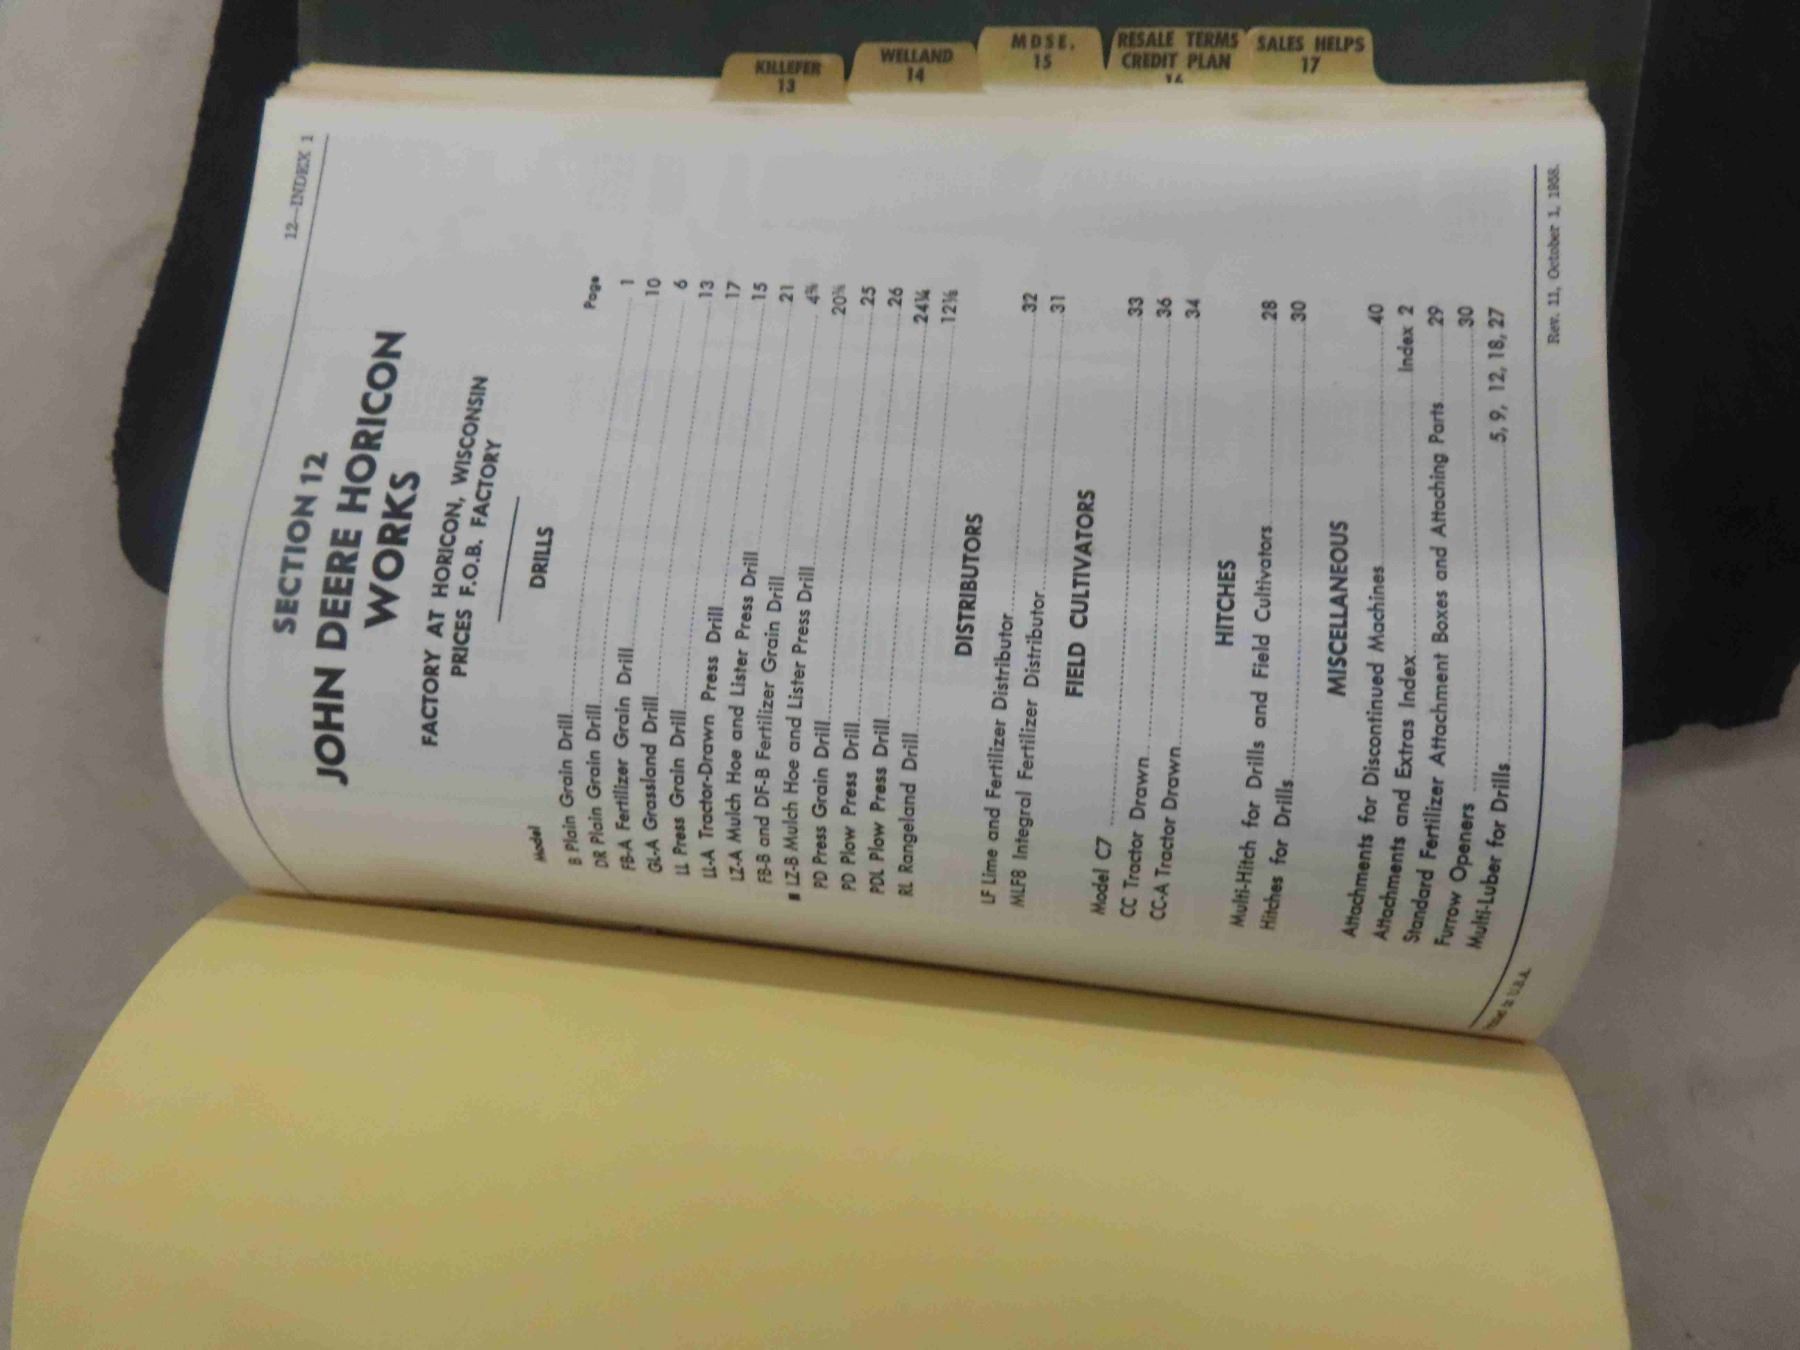 KILLEFER
13
WELLAND
14
MDSE.
15
RESALE TERMS
CREDIT PLAN
16
SALES HELPS
17
12—INDEX 1
SECTION 12
JOHN DEERE HORICON
WORKS
FACTORY AT HORICON, WISCONSIN
PRICES F.O.B. FACTORY
DRILLS
Model Page
B Plain Grain Drill 1
DR Plain Grain Drill 10
FB-A Fertilizer Grain Drill 6
GL-A Grassland Drill 13
LL Press Grain Drill 17
LL-A Tractor-Drawn Press Drill 15
LZ-A Mulch Hoe and Lister Press Drill 21
FB-B and DF-B Fertilizer Grain Drill 4¾
■ LZ-B Mulch Hoe and Lister Press Drill 20¾
PD Press Grain Drill 25
PD Plow Press Drill 26
PDL Plow Press Drill 24¼
RL Rangeland Drill 12⅛
DISTRIBUTORS
LF Lime and Fertilizer Distributor 32
MLF8 Integral Fertilizer Distributor 31
FIELD CULTIVATORS
Model C7 33
CC Tractor Drawn 36
CC-A Tractor Drawn 34
HITCHES
Multi-Hitch for Drills and Field Cultivators 28
Hitches for Drills 30
MISCELLANEOUS
Attachments for Discontinued Machines 40
Attachments and Extras Index Index 2
Standard Fertilizer Attachment Boxes and Attaching Parts 29
Furrow Openers 30
Multi-Luber for Drills 5, 9, 12, 18, 27
in U.S.A. Rev. 11, October 1, 1958.